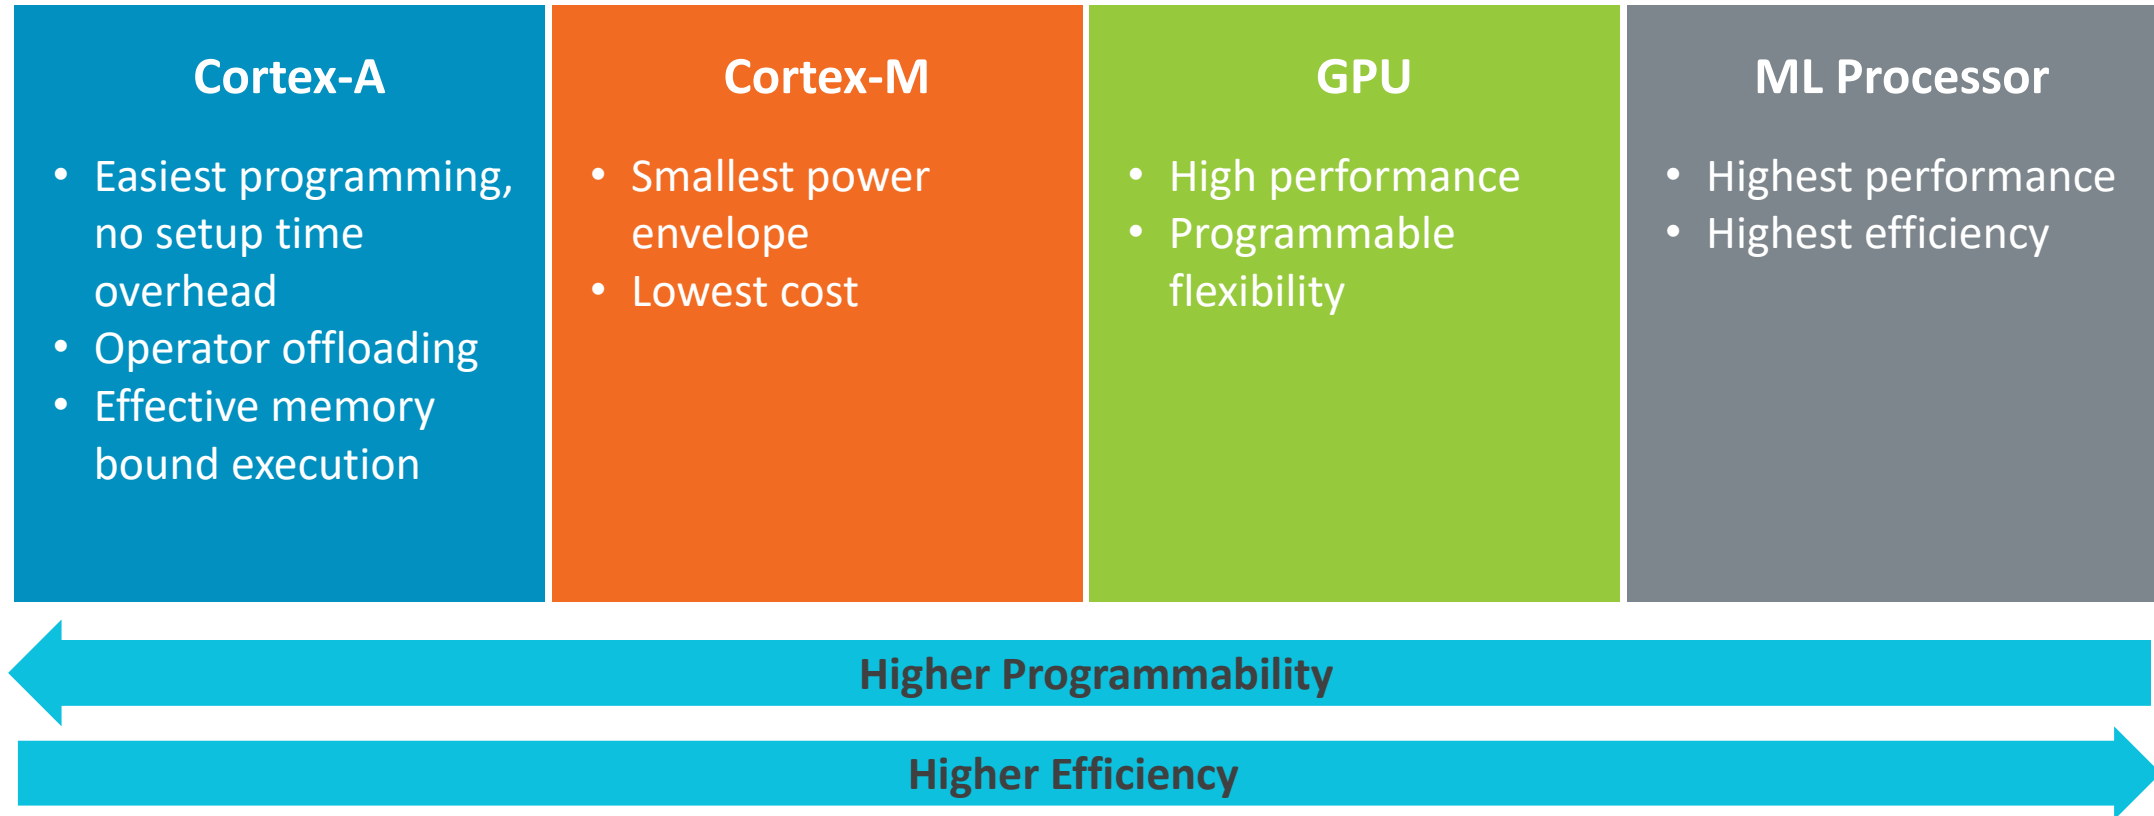 Cortex-A
• Easiest programming,
no setup time
overhead
• Operator offloading
• Effective memory
bound execution
Cortex-M
• Smallest power
envelope
• Lowest cost
GPU
• High performance
• Programmable
flexibility
ML Processor
• Highest performance
• Highest efficiency
Higher Programmability
Higher Efficiency